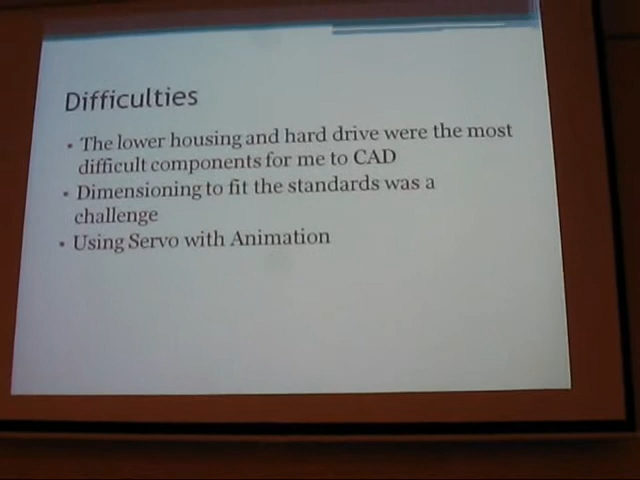 Difficulties
• The lower housing and hard drive were the most
difficult components for me to CAD
• Dimensioning to fit the standards was a
challenge
• Using Servo with Animation